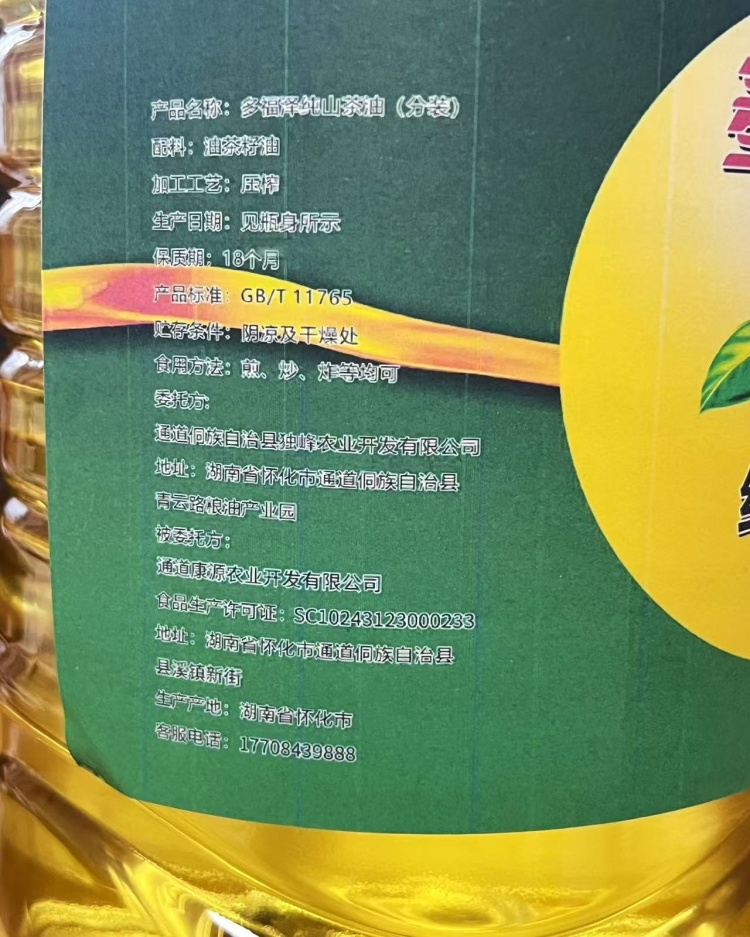 产品名称：多福泽纯山茶油（分装）
配料：油茶籽油
加工工艺：压榨
生产日期：见瓶身所示
保质期：18个月
产品标准：GB/T 11765
贮存条件：阴凉及干燥处
食用方法：煎、炒、炸等均可
委托方:
通道侗族自治县独峰农业开发有限公司
地址：湖南省怀化市通道侗族自治县
青云路粮油产业园
被委托方：
通道康源农业开发有限公司
食品生产许可证：SC10243123000233
地址：湖南省怀化市通道侗族自治县
县溪镇新街
生产产地：湖南省怀化市
客服电话：17708439888